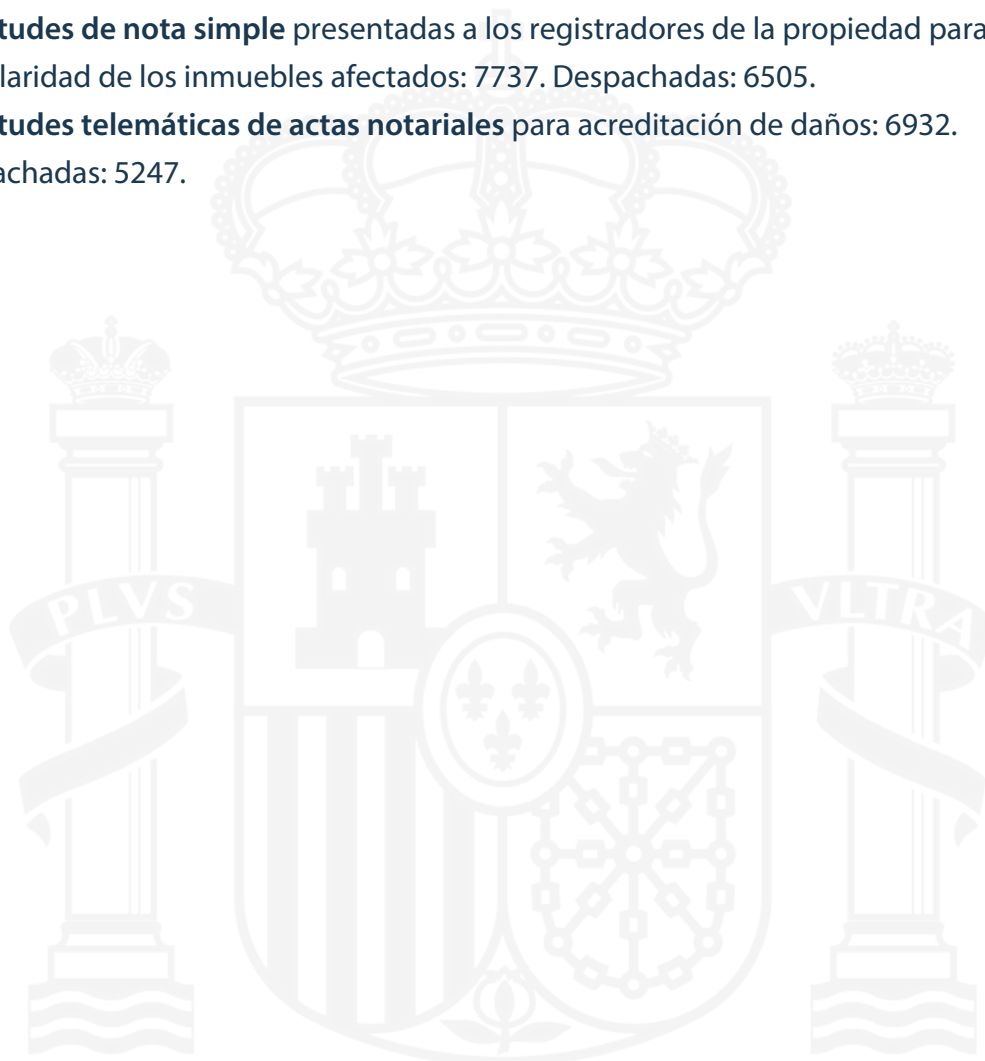 tudes de nota simple presentadas a los registradores de la propiedad para
laridad de los inmuebles afectados: 7737. Despachadas: 6505.
tudes telemáticas de actas notariales para acreditación de daños: 6932.
achadas: 5247.
PLVS
VLTRA